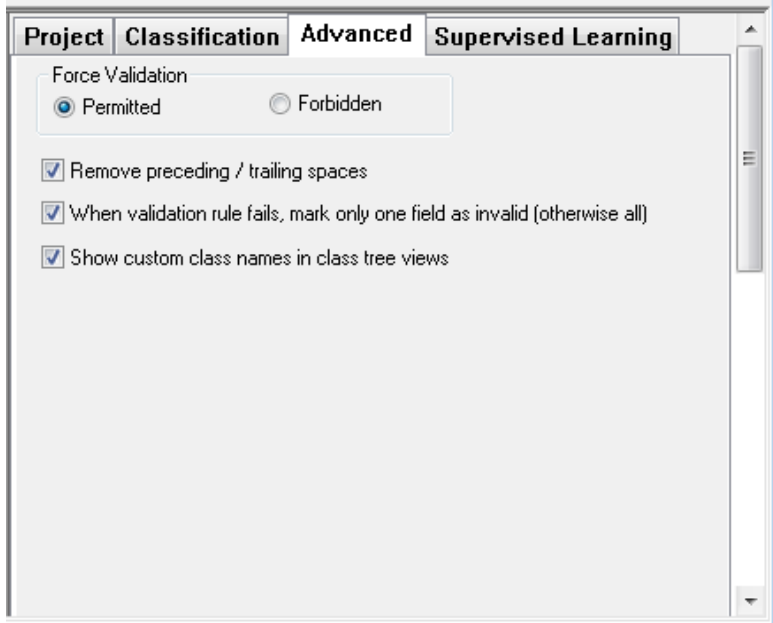 Project Classification Advanced Supervised Learning
Force Validation
Permitted Forbidden
Remove preceding / trailing spaces
When validation rule fails, mark only one field as invalid (otherwise all)
Show custom class names in class tree views